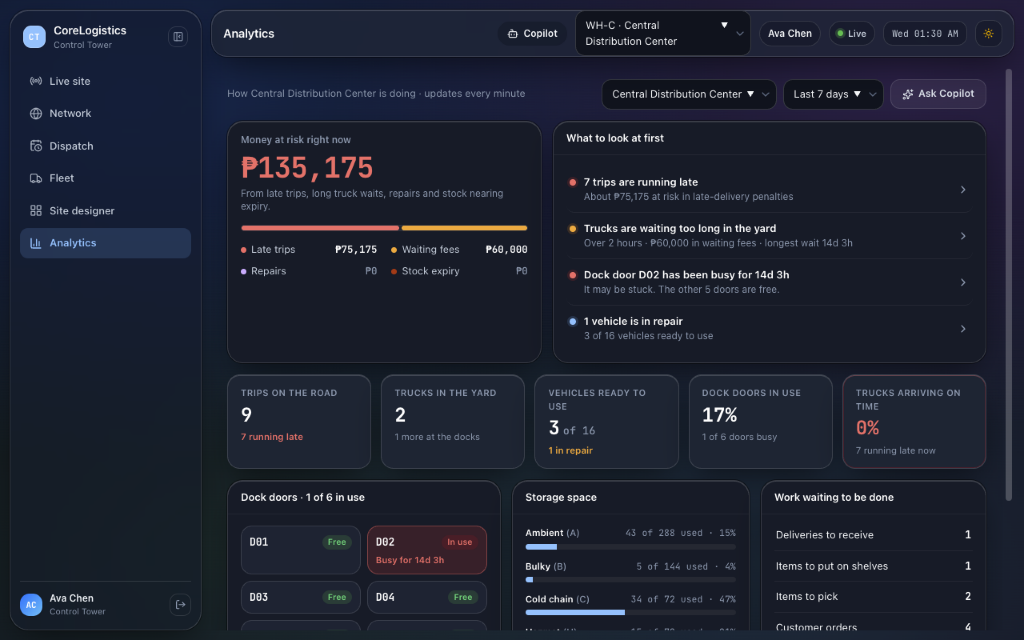 CT
CoreLogistics
Control Tower
Live site
Network
Dispatch
Fleet
Site designer
Analytics
AC
Ava Chen
Control Tower
Analytics
Copilot
WH-C · Central
Distribution Center
▼
Ava Chen
Live
Wed 01:30 AM
How Central Distribution Center is doing · updates every minute
Central Distribution Center ▼
Last 7 days ▼
Ask Copilot
Money at risk right now
₱135,175
From late trips, long truck waits, repairs and stock nearing
expiry.
Late trips ₱75,175
Waiting fees ₱60,000
Repairs ₱0
Stock expiry ₱0
What to look at first
7 trips are running late
About ₱75,175 at risk in late-delivery penalties
Trucks are waiting too long in the yard
Over 2 hours · ₱60,000 in waiting fees · longest wait 14d 3h
Dock door D02 has been busy for 14d 3h
It may be stuck. The other 5 doors are free.
1 vehicle is in repair
3 of 16 vehicles ready to use
TRIPS ON THE ROAD
9
7 running late
TRUCKS IN THE YARD
2
1 more at the docks
VEHICLES READY TO
USE
3 of 16
1 in repair
DOCK DOORS IN USE
17%
1 of 6 doors busy
TRUCKS ARRIVING ON
TIME
0%
7 running late now
Dock doors · 1 of 6 in use
D01 Free
D02 In use
Busy for 14d 3h
D03 Free
D04 Free
Storage space
Ambient (A) 43 of 288 used · 15%
Bulky (B) 5 of 144 used · 4%
Cold chain (C) 34 of 72 used · 47%
Work waiting to be done
Deliveries to receive 1
Items to put on shelves 1
Items to pick 2
Customer orders 4